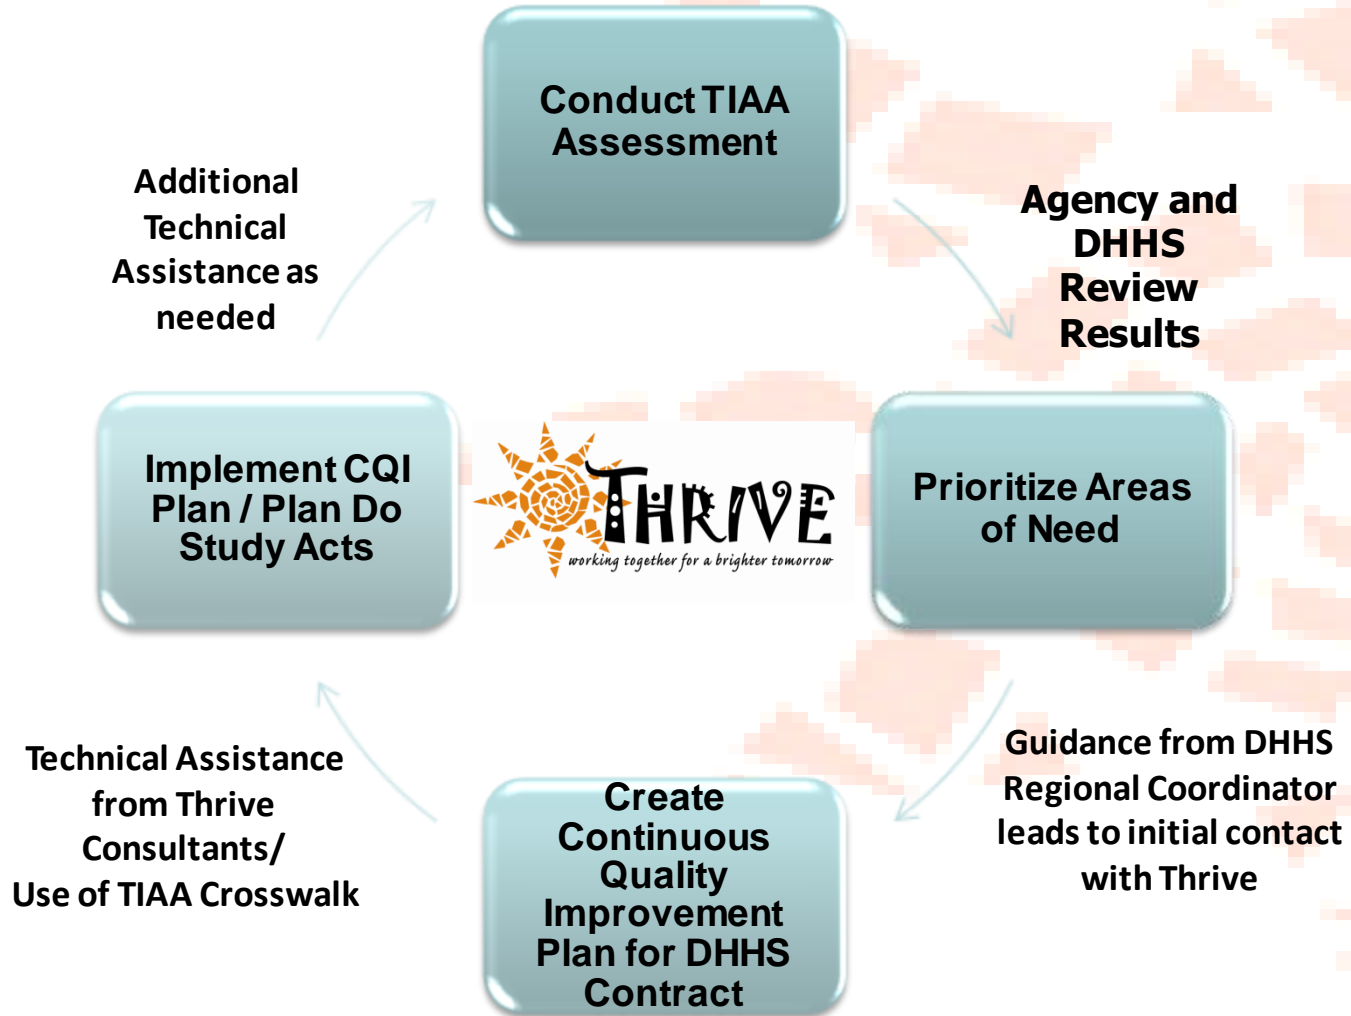 Conduct TIAA
Assessment
Agency and
DHHS
Review
Results
Prioritize Areas
of Need
Guidance from DHHS
Regional Coordinator
leads to initial contact
with Thrive
Create
Continuous
Quality
Improvement
Plan for DHHS
Contract
Technical Assistance
from Thrive
Consultants/
Use of TIAA Crosswalk
Implement CQI
Plan / Plan Do
Study Acts
Additional
Technical
Assistance as
needed
THRIVE
working together for a brighter tomorrow